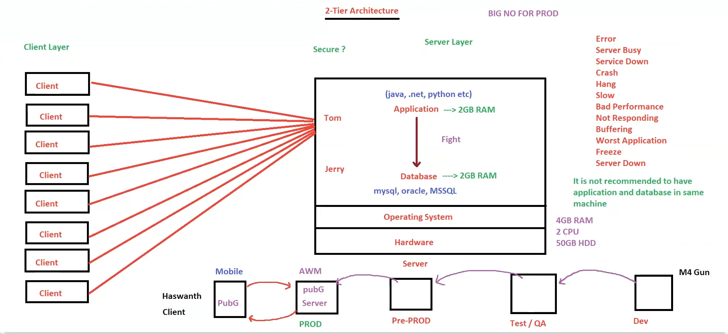 2-Tier Architecture
BIG NO FOR PROD
Client Layer
Secure ?
Server Layer
Error
Server Busy
Service Down
Crash
Hang
Slow
Bad Performance
Not Responding
Buffering
Worst Application
Freeze
Server Down
It is not recommended to have
application and database in same
machine
Client
Client
Client
Client
Client
Client
Client
Client
(java, .net, python etc)
Tom
Application ---> 2GB RAM
Fight
Jerry
Database ---> 2GB RAM
mysql, oracle, MSSQL
Operating System
Hardware
4GB RAM
2 CPU
50GB HDD
Server
Mobile
AWM
M4 Gun
Haswanth
Client
PubG
pubG
Server
PROD
Pre-PROD
Test / QA
Dev